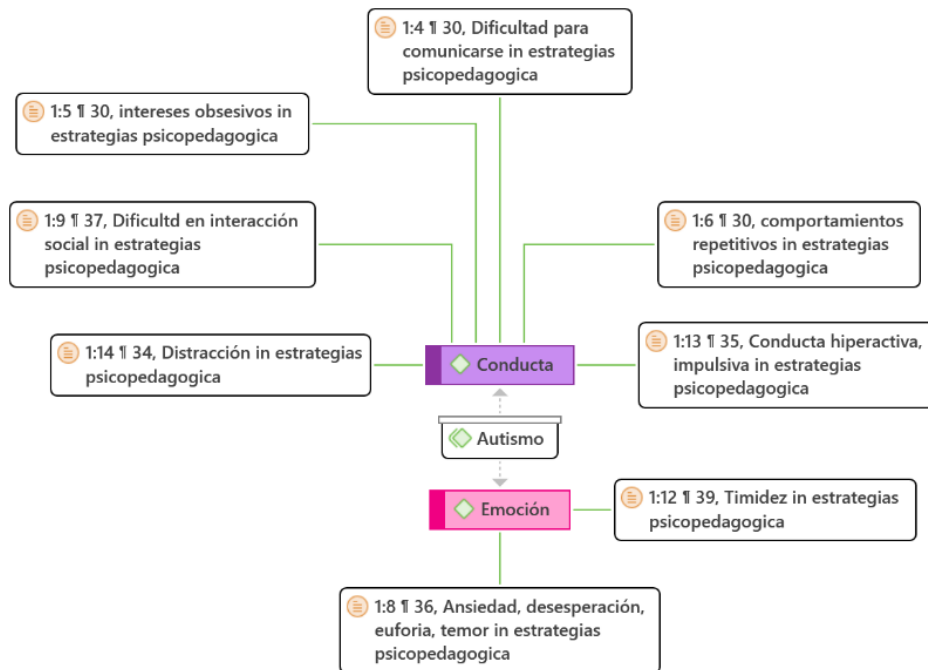 1:4 ¶ 30, Dificultad para
comunicarse in estrategias
psicopedagogica
1:5 ¶ 30, intereses obsesivos in
estrategias psicopedagogica
1:9 ¶ 37, Dificultd en interacción
social in estrategias
psicopedagogica
1:6 ¶ 30, comportamientos
repetitivos in estrategias
psicopedagogica
1:14 ¶ 34, Distracción in estrategias
psicopedagogica
Conducta
1:13 ¶ 35, Conducta hiperactiva,
impulsiva in estrategias
psicopedagogica
Autismo
Emoción
1:12 ¶ 39, Timidez in estrategias
psicopedagogica
1:8 ¶ 36, Ansiedad, desesperación,
euforia, temor in estrategias
psicopedagogica